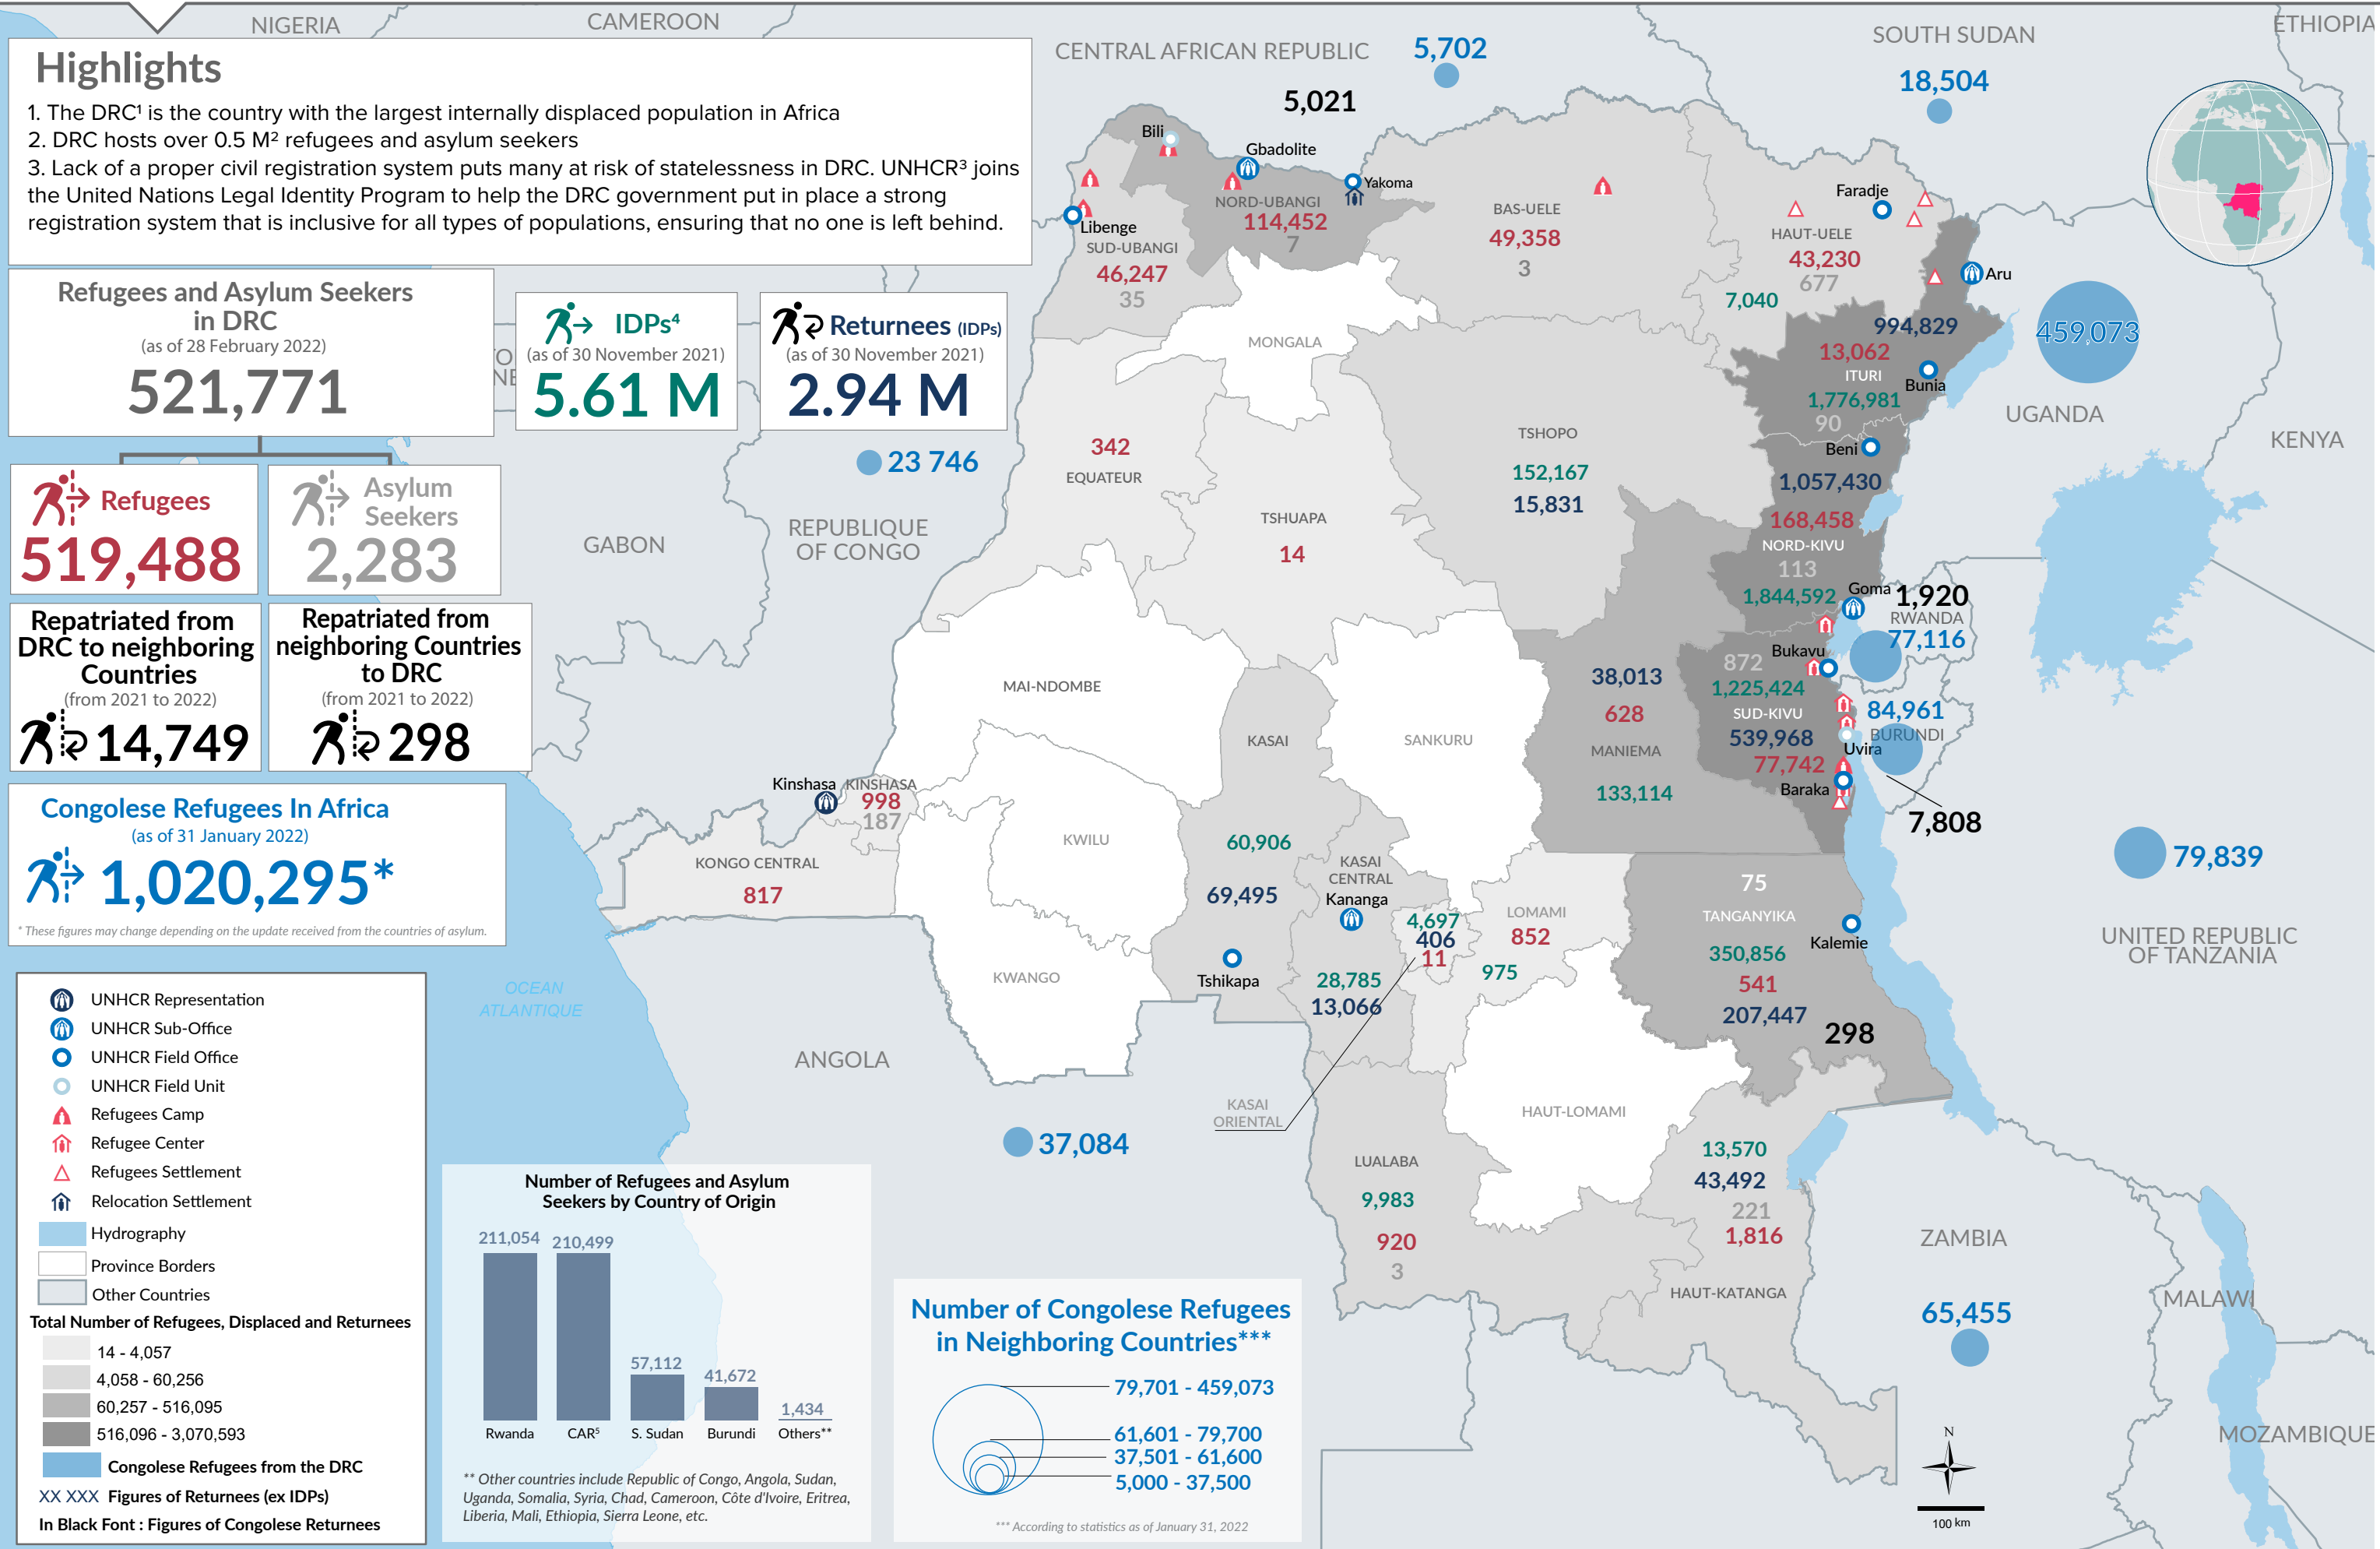 NIGERIA
CAMEROON
CENTRAL AFRICAN REPUBLIC
5,702
5,021
SOUTH SUDAN
18,504
ETHIOPIA
Highlights
1. The DRC¹ is the country with the largest internally displaced population in Africa
2. DRC hosts over 0.5 M² refugees and asylum seekers
3. Lack of a proper civil registration system puts many at risk of statelessness in DRC. UNHCR³ joins
the United Nations Legal Identity Program to help the DRC government put in place a strong
registration system that is inclusive for all types of populations, ensuring that no one is left behind.
Refugees and Asylum Seekers
in DRC
(as of 28 February 2022)
521,771
IDPs⁴
(as of 30 November 2021)
5.61 M
Returnees (IDPs)
(as of 30 November 2021)
2.94 M
Refugees
519,488
Asylum
Seekers
2,283
Repatriated from
DRC to neighboring
Countries
(from 2021 to 2022)
14,749
Repatriated from
neighboring Countries
to DRC
(from 2021 to 2022)
298
Congolese Refugees In Africa
(as of 31 January 2022)
1,020,295*
* These figures may change depending on the update received from the countries of asylum.
UNHCR Representation
UNHCR Sub-Office
UNHCR Field Office
UNHCR Field Unit
Refugees Camp
Refugee Center
Refugees Settlement
Relocation Settlement
Hydrography
Province Borders
Other Countries
Total Number of Refugees, Displaced and Returnees
14 - 4,057
4,058 - 60,256
60,257 - 516,095
516,096 - 3,070,593
Congolese Refugees from the DRC
XX XXX Figures of Returnees (ex IDPs)
In Black Font : Figures of Congolese Returnees
OCEAN
ATLANTIQUE
Number of Refugees and Asylum
Seekers by Country of Origin
211,054
210,499
57,112
41,672
1,434
Rwanda
CAR⁵
S. Sudan
Burundi
Others**
** Other countries include Republic of Congo, Angola, Sudan,
Uganda, Somalia, Syria, Chad, Cameroon, Côte d'Ivoire, Eritrea,
Liberia, Mali, Ethiopia, Sierra Leone, etc.
Number of Congolese Refugees
in Neighboring Countries***
79,701 - 459,073
61,601 - 79,700
37,501 - 61,600
5,000 - 37,500
*** According to statistics as of January 31, 2022
GABON
23 746
REPUBLIQUE
OF CONGO
ANGOLA
37,084
Bili
Gbadolite
Yakoma
Libenge
NORD-UBANGI
114,452
7
SUD-UBANGI
46,247
35
BAS-UELE
49,358
3
Faradje
HAUT-UELE
43,230
677
7,040
Aru
994,829
13,062
ITURI
Bunia
1,776,981
90
459,073
UGANDA
KENYA
MONGALA
342
EQUATEUR
TSHUAPA
14
TSHOPO
152,167
15,831
Beni
1,057,430
168,458
NORD-KIVU
113
1,844,592
Goma
1,920
RWANDA
77,116
872
Bukavu
1,225,424
SUD-KIVU
539,968
77,742
84,961
BURUNDI
Uvira
Baraka
7,808
38,013
628
MANIEMA
133,114
MAI-NDOMBE
KASAI
SANKURU
Kinshasa
KINSHASA
998
187
KONGO CENTRAL
817
KWILU
KWANGO
60,906
69,495
Tshikapa
KASAI
CENTRAL
Kananga
28,785
13,066
4,697
406
11
KASAI
ORIENTAL
LOMAMI
852
975
75
TANGANYIKA
Kalemie
350,856
541
207,447
298
79,839
UNITED REPUBLIC
OF TANZANIA
HAUT-LOMAMI
LUALABA
9,983
920
3
13,570
43,492
221
1,816
HAUT-KATANGA
ZAMBIA
65,455
MALAWI
MOZAMBIQUE
N
100 km